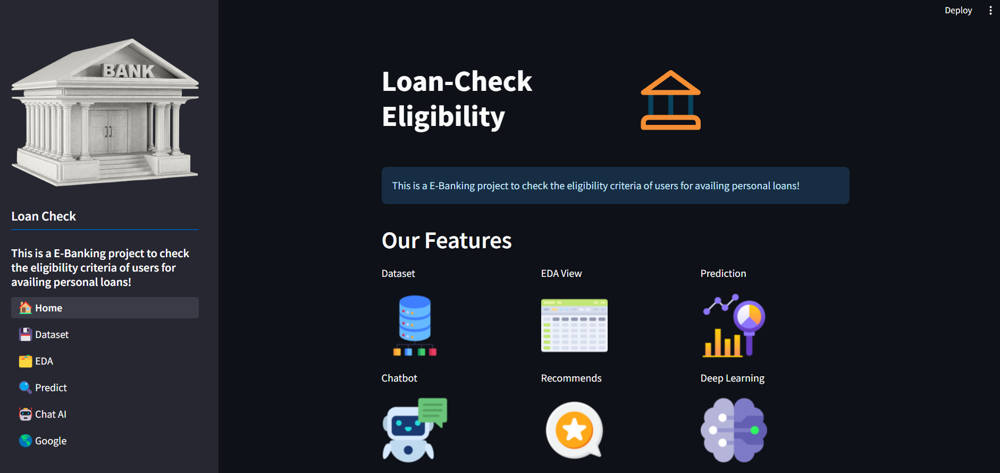 BANK
Loan Check
This is a E-Banking project to check
the eligibility criteria of users for
availing personal loans!
Home
Dataset
EDA
Predict
Chat AI
Google
Deploy
Loan-Check
Eligibility
This is a E-Banking project to check the eligibility criteria of users for availing personal loans!
Our Features
Dataset
EDA View
Prediction
Chatbot
Recommends
Deep Learning